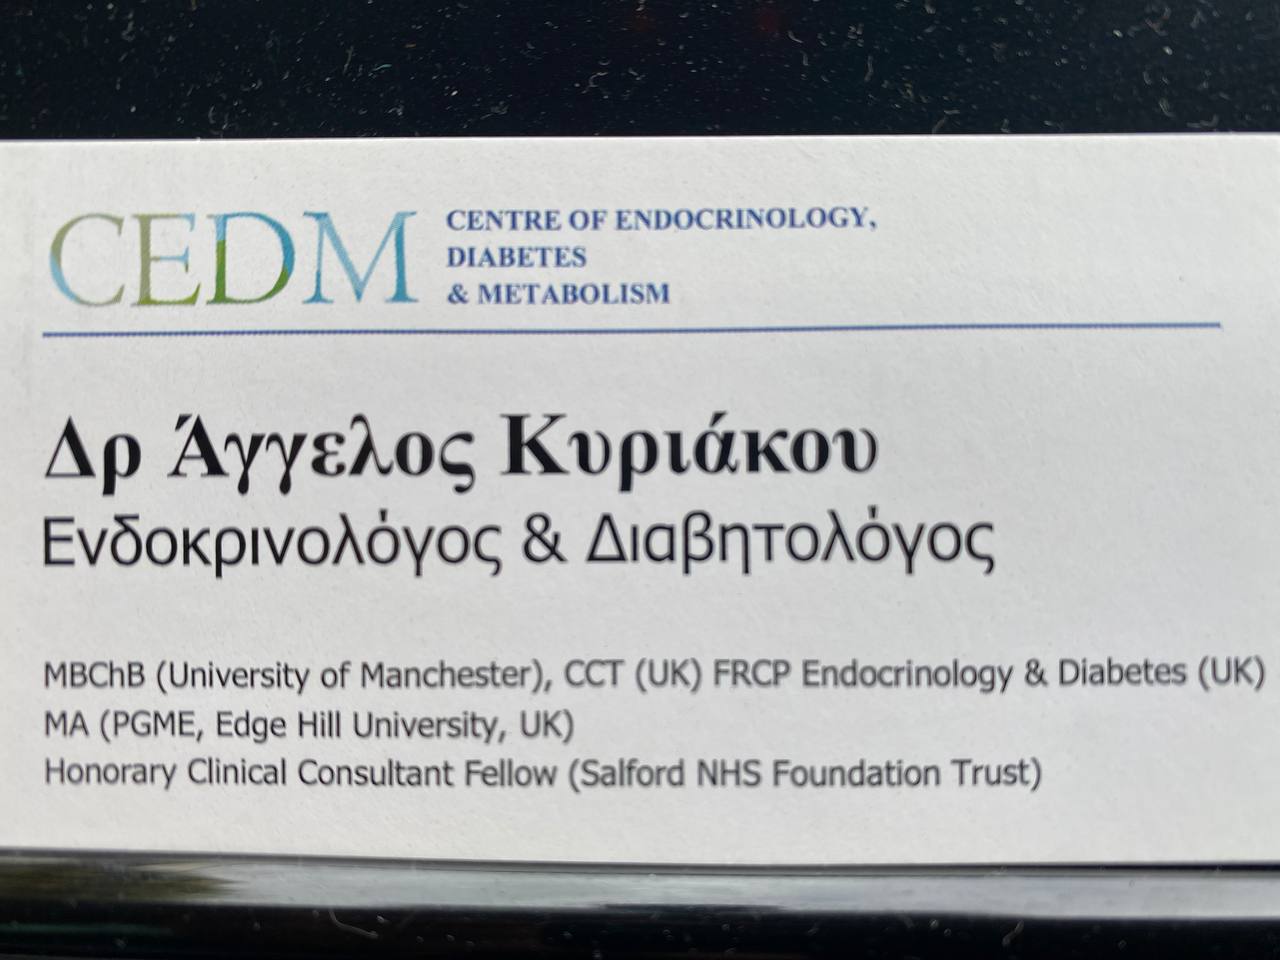 CEDM
CENTRE OF ENDOCRINOLOGY,
DIABETES
& METABOLISM
Δρ Άγγελος Κυριάκου
Ενδοκρινολόγος & Διαβητολόγος
MBChB (University of Manchester), CCT (UK) FRCP Endocrinology & Diabetes (UK)
MA (PGME, Edge Hill University, UK)
Honorary Clinical Consultant Fellow (Salford NHS Foundation Trust)